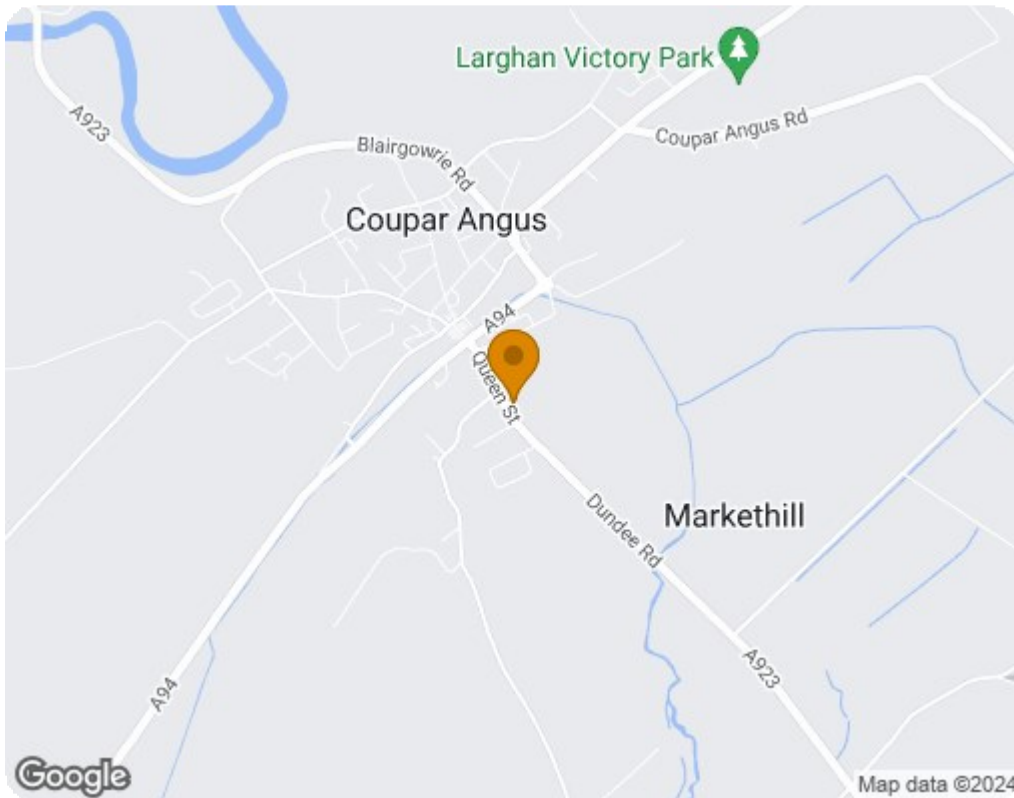 Larghan Victory Park
A923
Coupar Angus Rd
Blairgowrie Rd
Coupar Angus
A94
Queen St
Markethill
Dundee Rd
A923
A94
Google
Map data ©2024